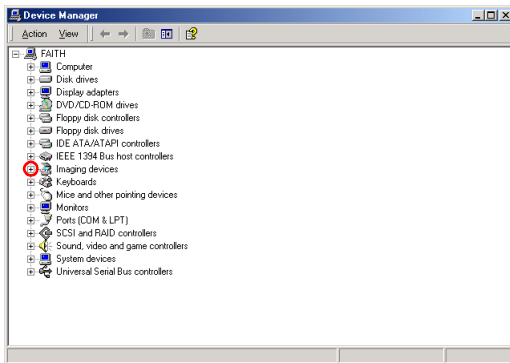 Device Manager
Action View
FAITH
Computer
Disk drives
Display adapters
DVD/CD-ROM drives
Floppy disk controllers
Floppy disk drives
IDE ATA/ATAPI controllers
IEEE 1394 Bus host controllers
Imaging devices
Keyboards
Mice and other pointing devices
Monitors
Ports (COM & LPT)
SCSI and RAID controllers
Sound, video and game controllers
System devices
Universal Serial Bus controllers